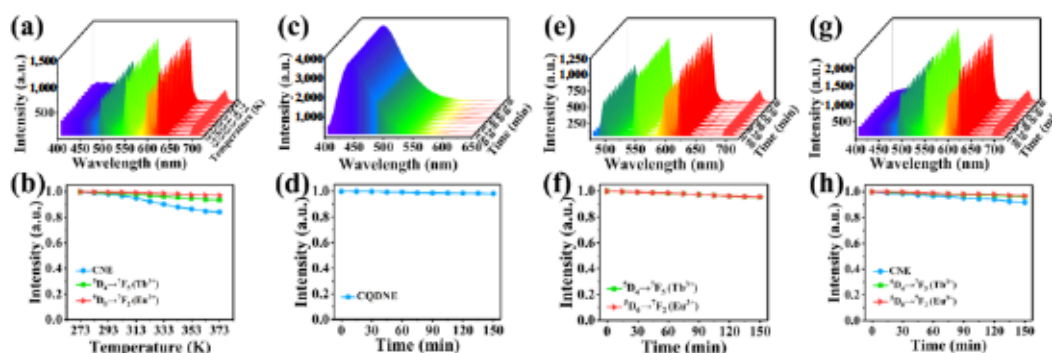 (a)
Intensity (a.u.)
1,500
1,000
500
400 450 500 550 600 650 700
Wavelength (nm)
Temperature (K)
(c)
Intensity (a.u.)
4,000
3,000
2,000
1,000
400 450 500 550 600 650
Wavelength (nm)
Time (min)
(e)
Intensity (a.u.)
1,250
1,000
750
500
250
500 550 600 650 700
Wavelength (nm)
Time (min)
(g)
Intensity (a.u.)
2,000
1,500
1,000
500
400 450 500 550 600 650 700
Wavelength (nm)
Time (min)
(b)
Intensity (a.u.)
1.0
0.8
0.6
0.4
0.2
0
CNE
⁵D₄→⁷F₅ (Tb³⁺)
⁵D₀→⁷F₂ (Eu³⁺)
273 293 313 333 353 373
Temperature (K)
(d)
Intensity (a.u.)
1.0
0.8
0.6
0.4
0.2
0
CQDNE
0 30 60 90 120 150
Time (min)
(f)
Intensity (a.u.)
1.0
0.8
0.6
0.4
0.2
0
0 30 60 90 120 150
Time (min)
(h)
Intensity (a.u.)
1.0
0.8
0.6
0.4
0.2
0
CNE
0 30 60 90 120 150
Time (min)